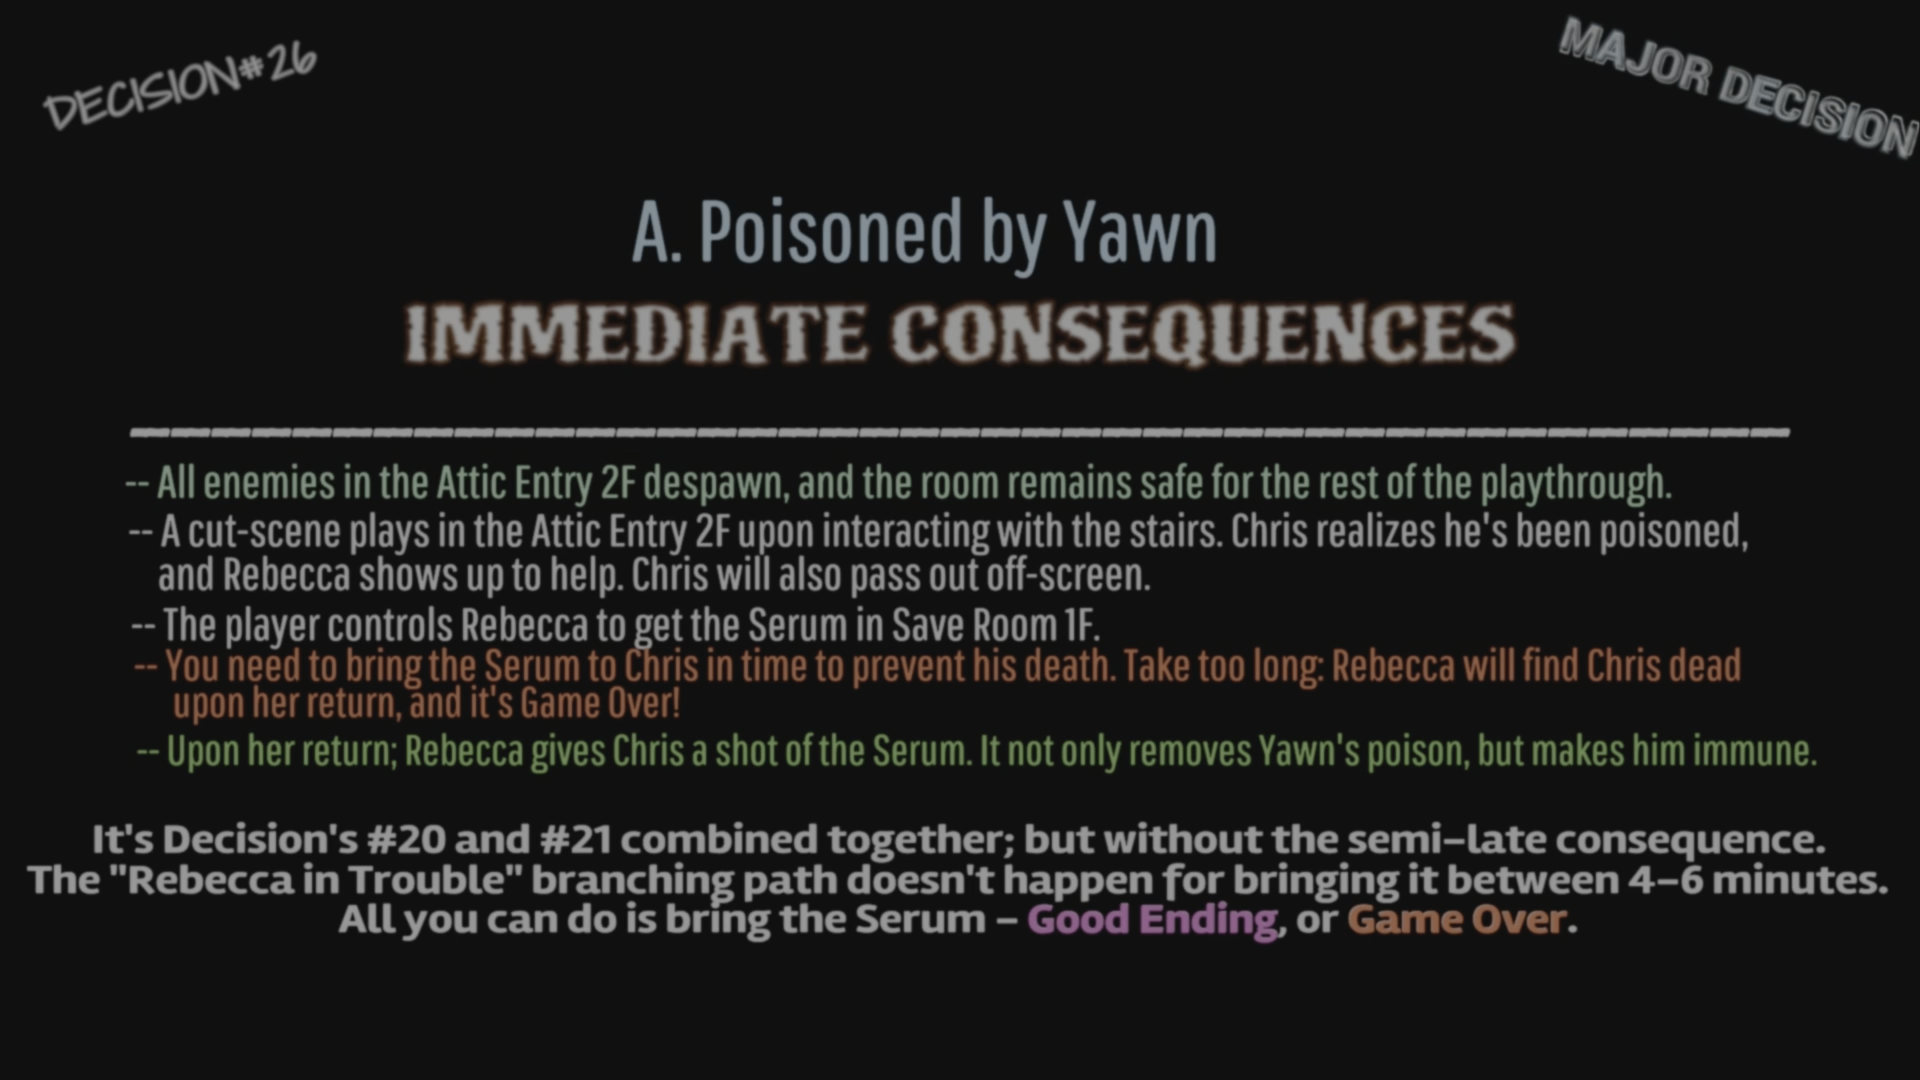 DECISION#26
MAJOR DECISION
A. Poisoned by Yawn
IMMEDIATE CONSEQUENCES
-- All enemies in the Attic Entry 2F despawn, and the room remains safe for the rest of the playthrough.
-- A cut-scene plays in the Attic Entry 2F upon interacting with the stairs. Chris realizes he's been poisoned,
and Rebecca shows up to help. Chris will also pass out off-screen.
-- The player controls Rebecca to get the Serum in Save Room 1F.
-- You need to bring the Serum to Chris in time to prevent his death. Take too long: Rebecca will find Chris dead
upon her return, and it's Game Over!
-- Upon her return; Rebecca gives Chris a shot of the Serum. It not only removes Yawn's poison, but makes him immune.
It's Decision's #20 and #21 combined together; but without the semi-late consequence.
The "Rebecca in Trouble" branching path doesn't happen for bringing it between 4-6 minutes.
All you can do is bring the Serum - Good Ending, or Game Over.